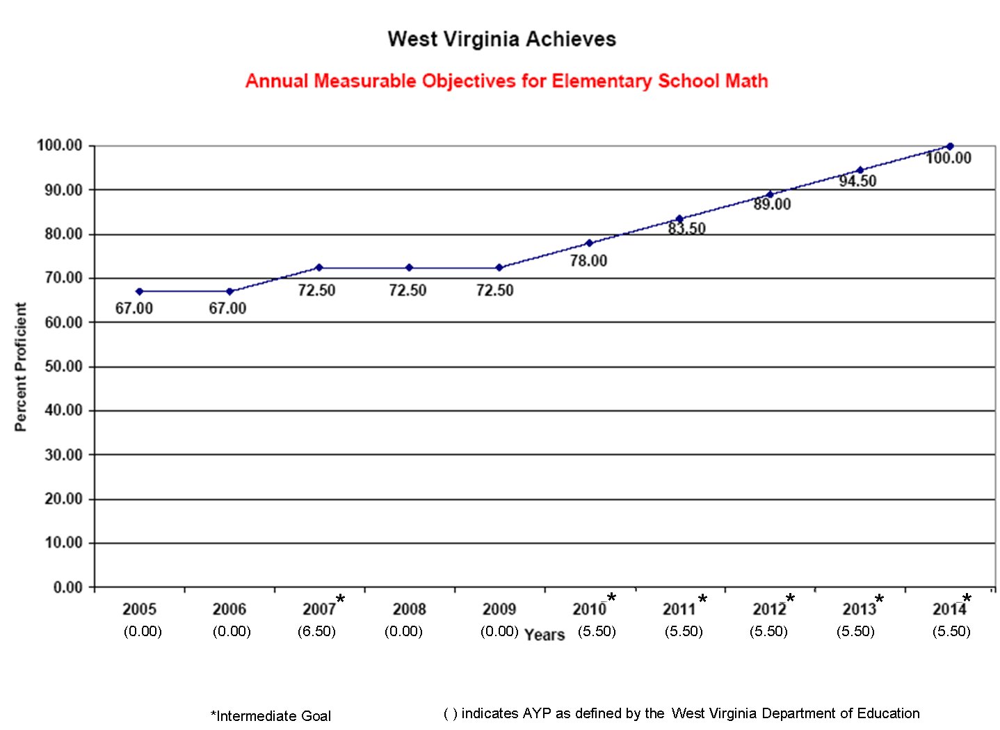 West Virginia Achieves
Annual Measurable Objectives for Elementary School Math
100.00
90.00
80.00
70.00
60.00
50.00
40.00
30.00
20.00
10.00
0.00
Percent Proficient
67.00
67.00
72.50
72.50
72.50
78.00
83.50
89.00
94.50
100.00
2005 2006 2007* 2008 2009 2010* 2011* 2012* 2013* 2014*
(0.00) (0.00) (6.50) (0.00) (0.00) (5.50) (5.50) (5.50) (5.50) (5.50)
Years
*Intermediate Goal
( ) indicates AYP as defined by the West Virginia Department of Education